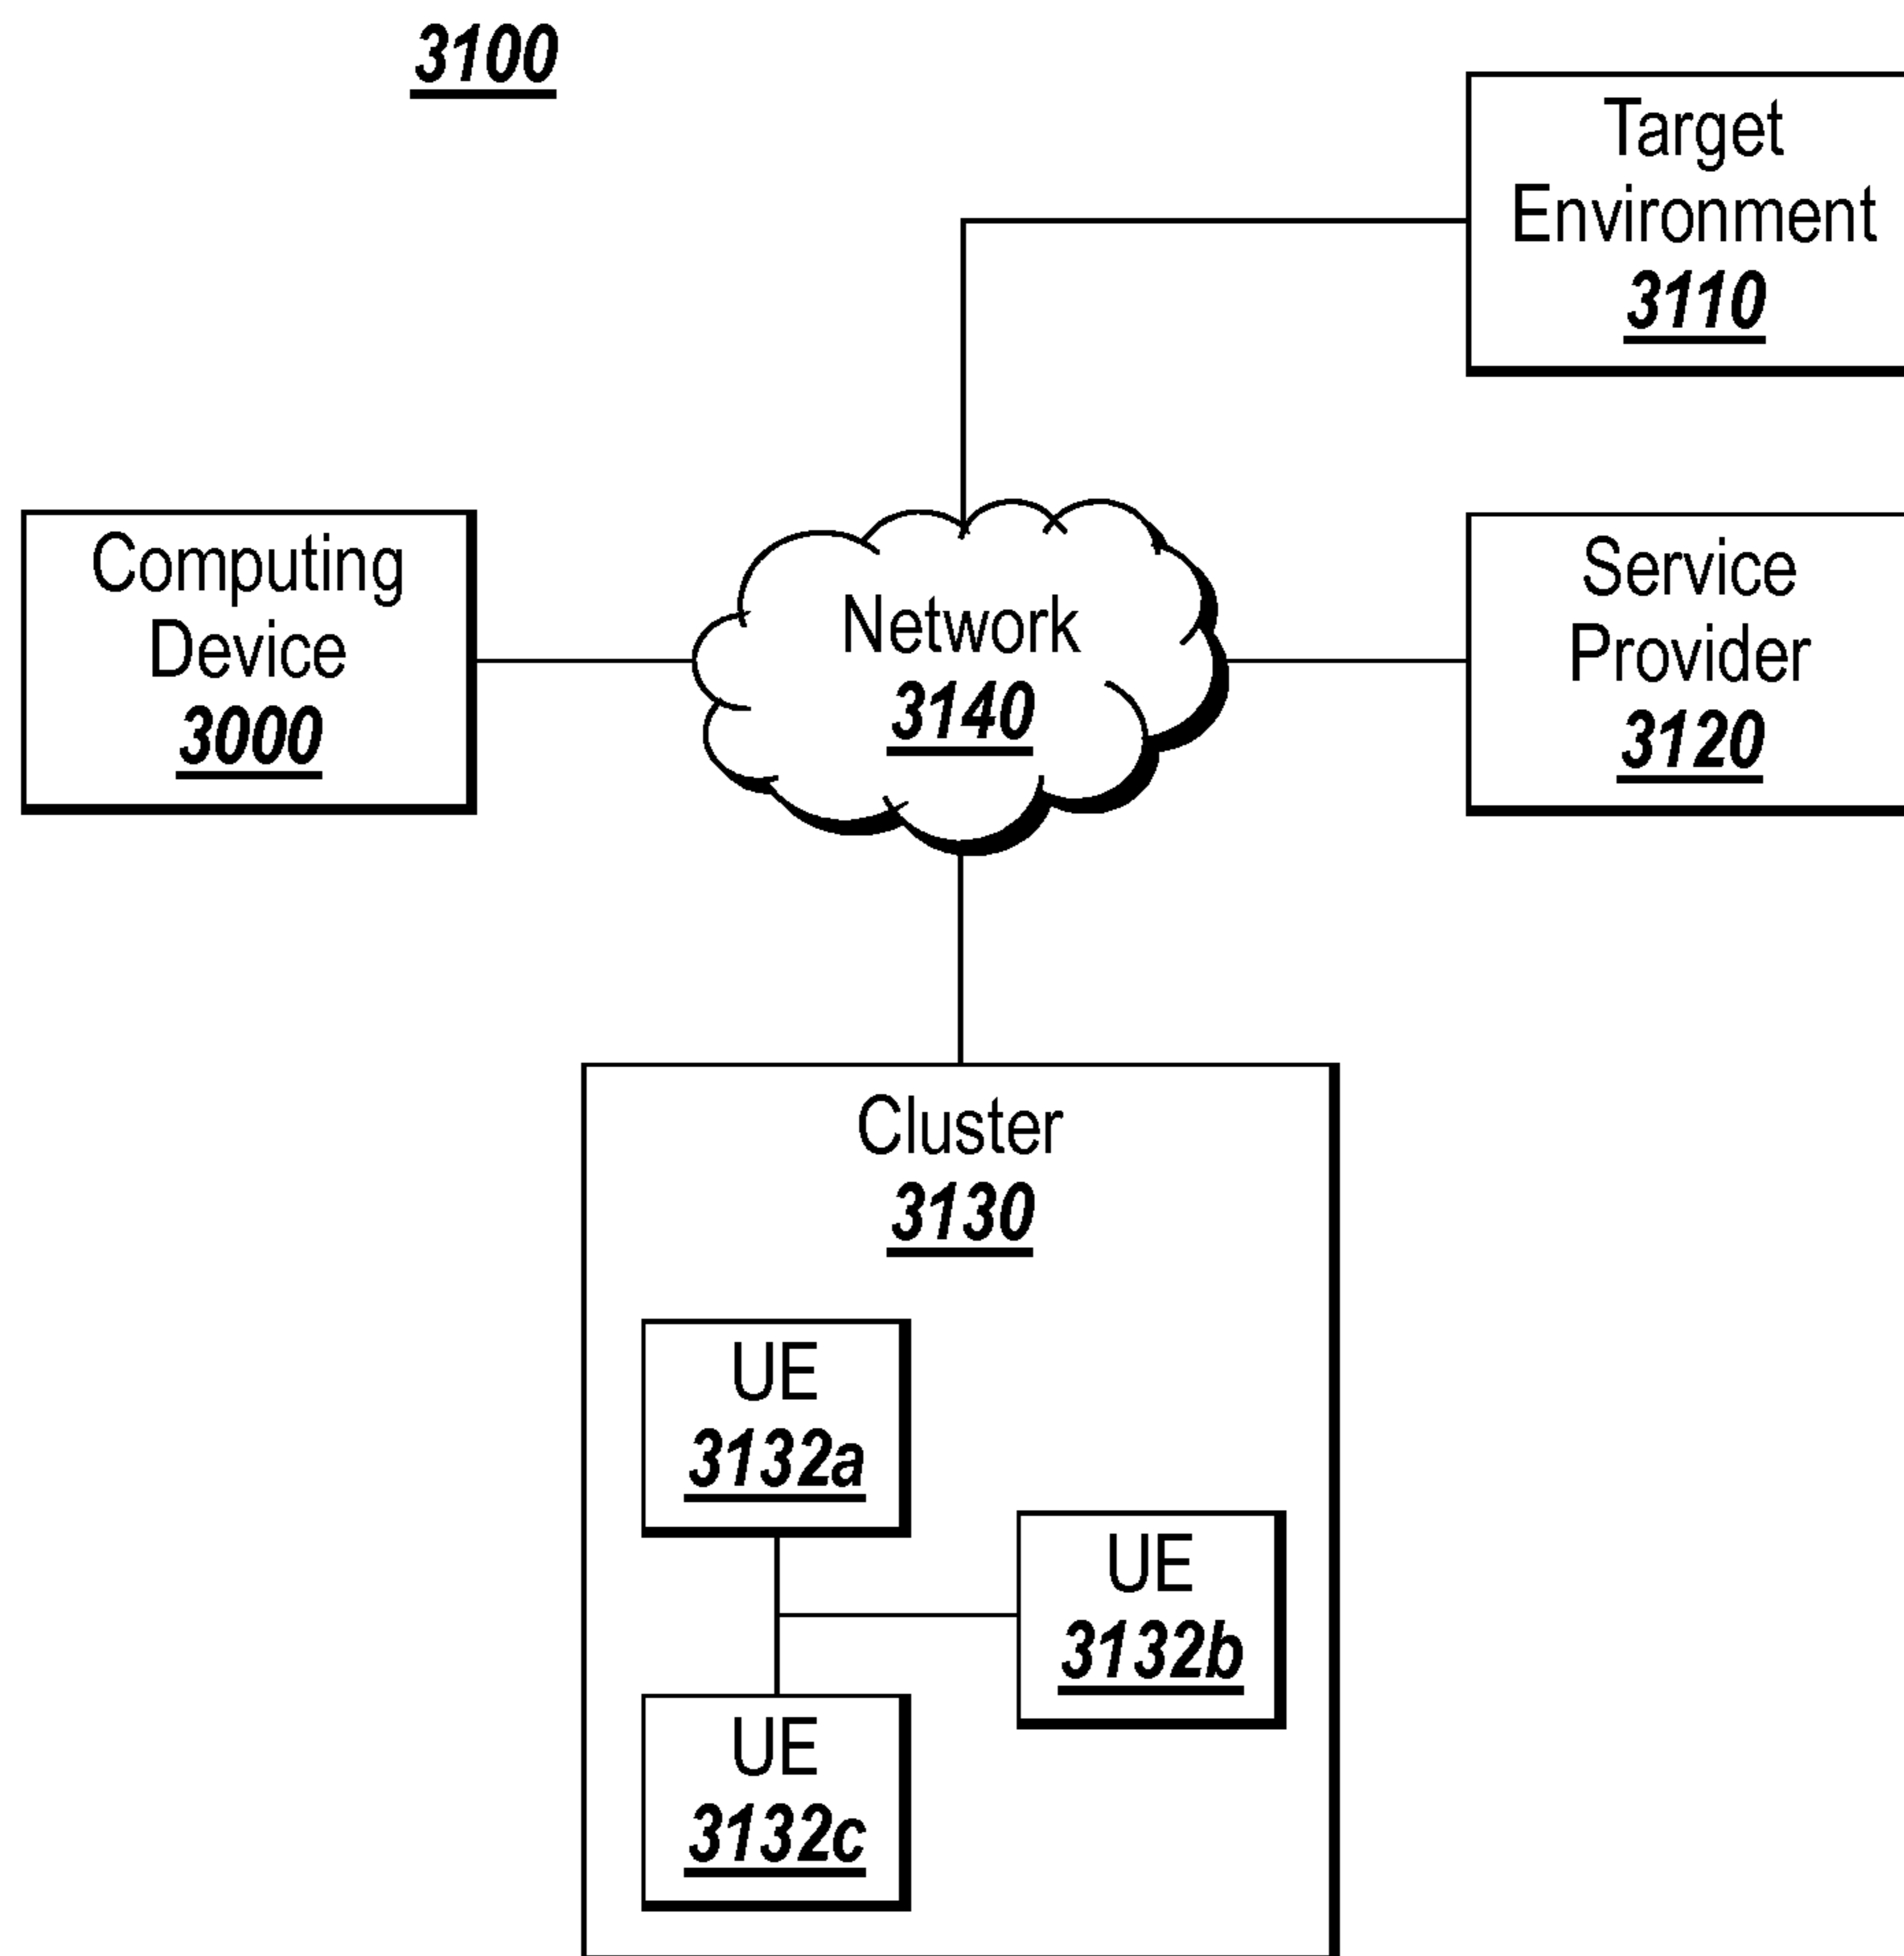 3100
Target
Environment
3110
Computing
Device
3000
Network
3140
Service
Provider
3120
Cluster
3130
UE
3132a
UE
3132b
UE
3132c